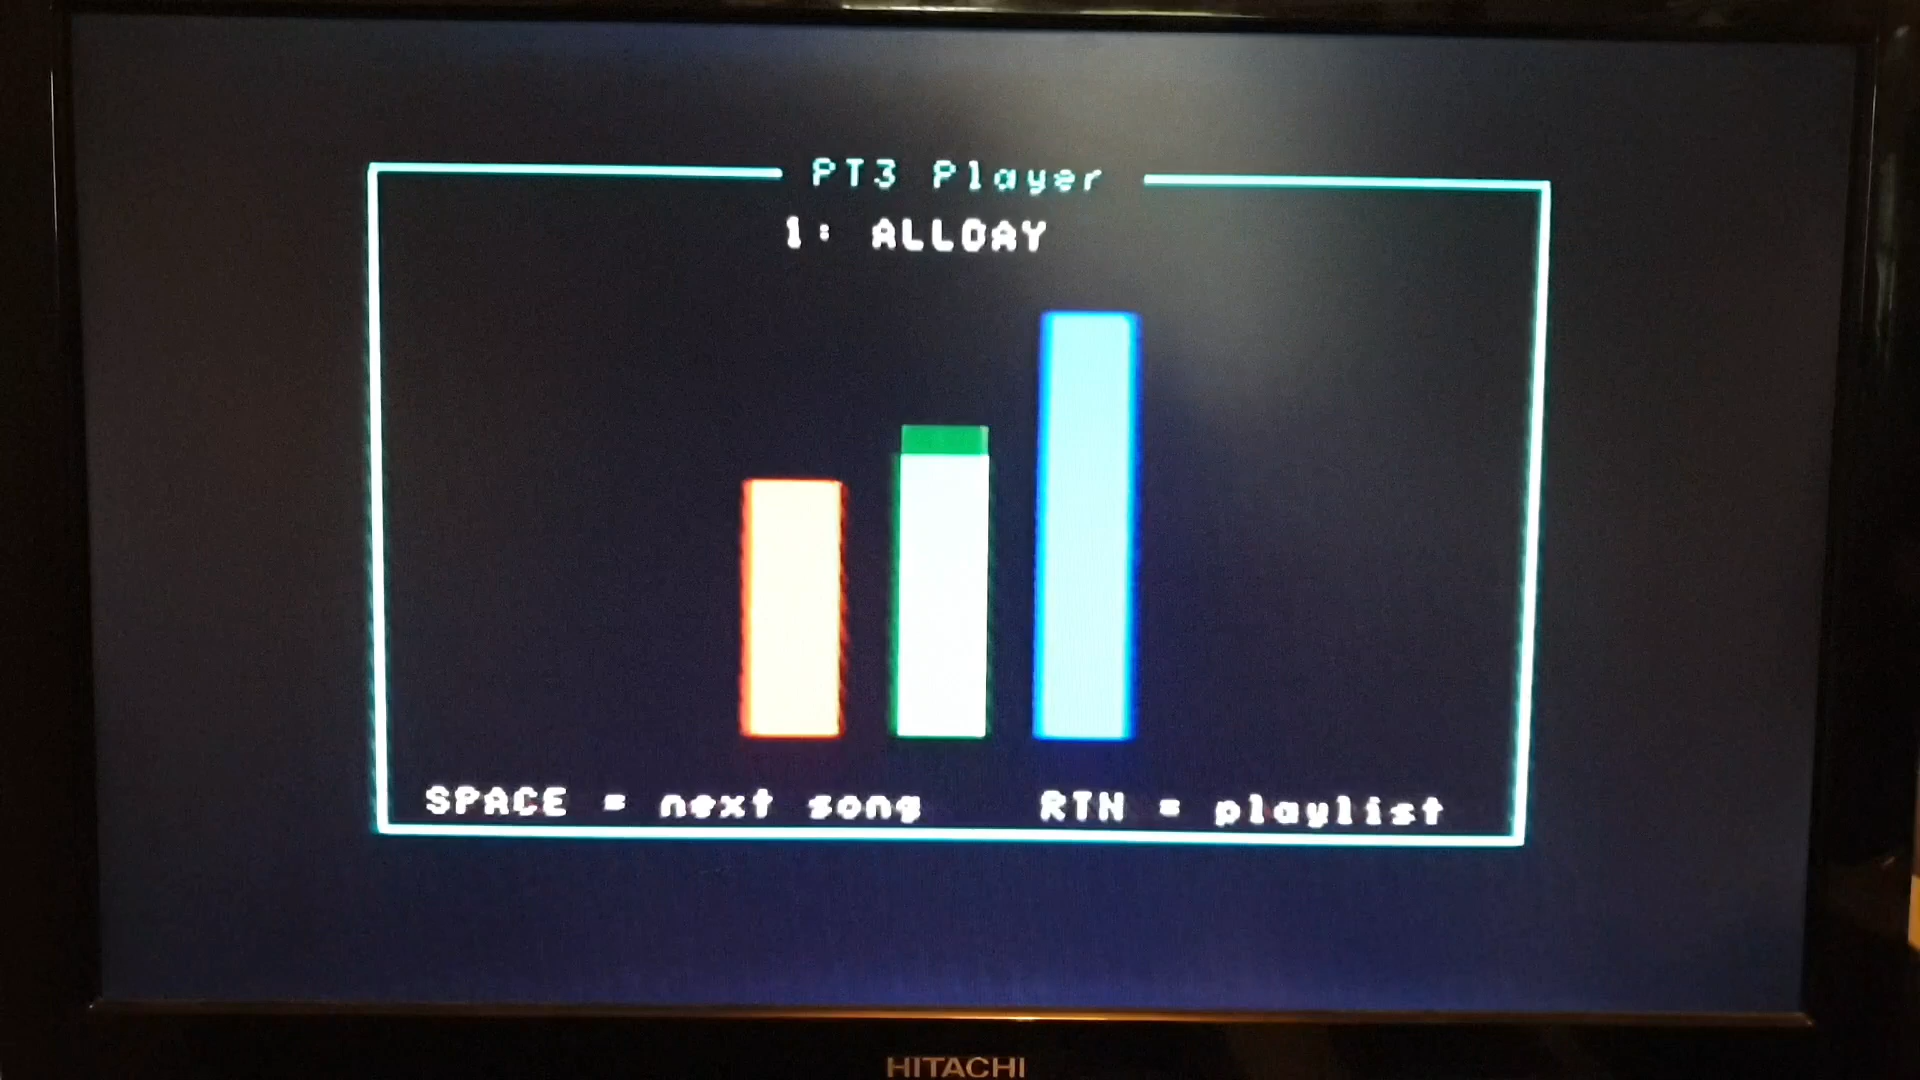 PT3 Player
1: ALLDAY
SPACE = next song RTN = playlist
HITACHI